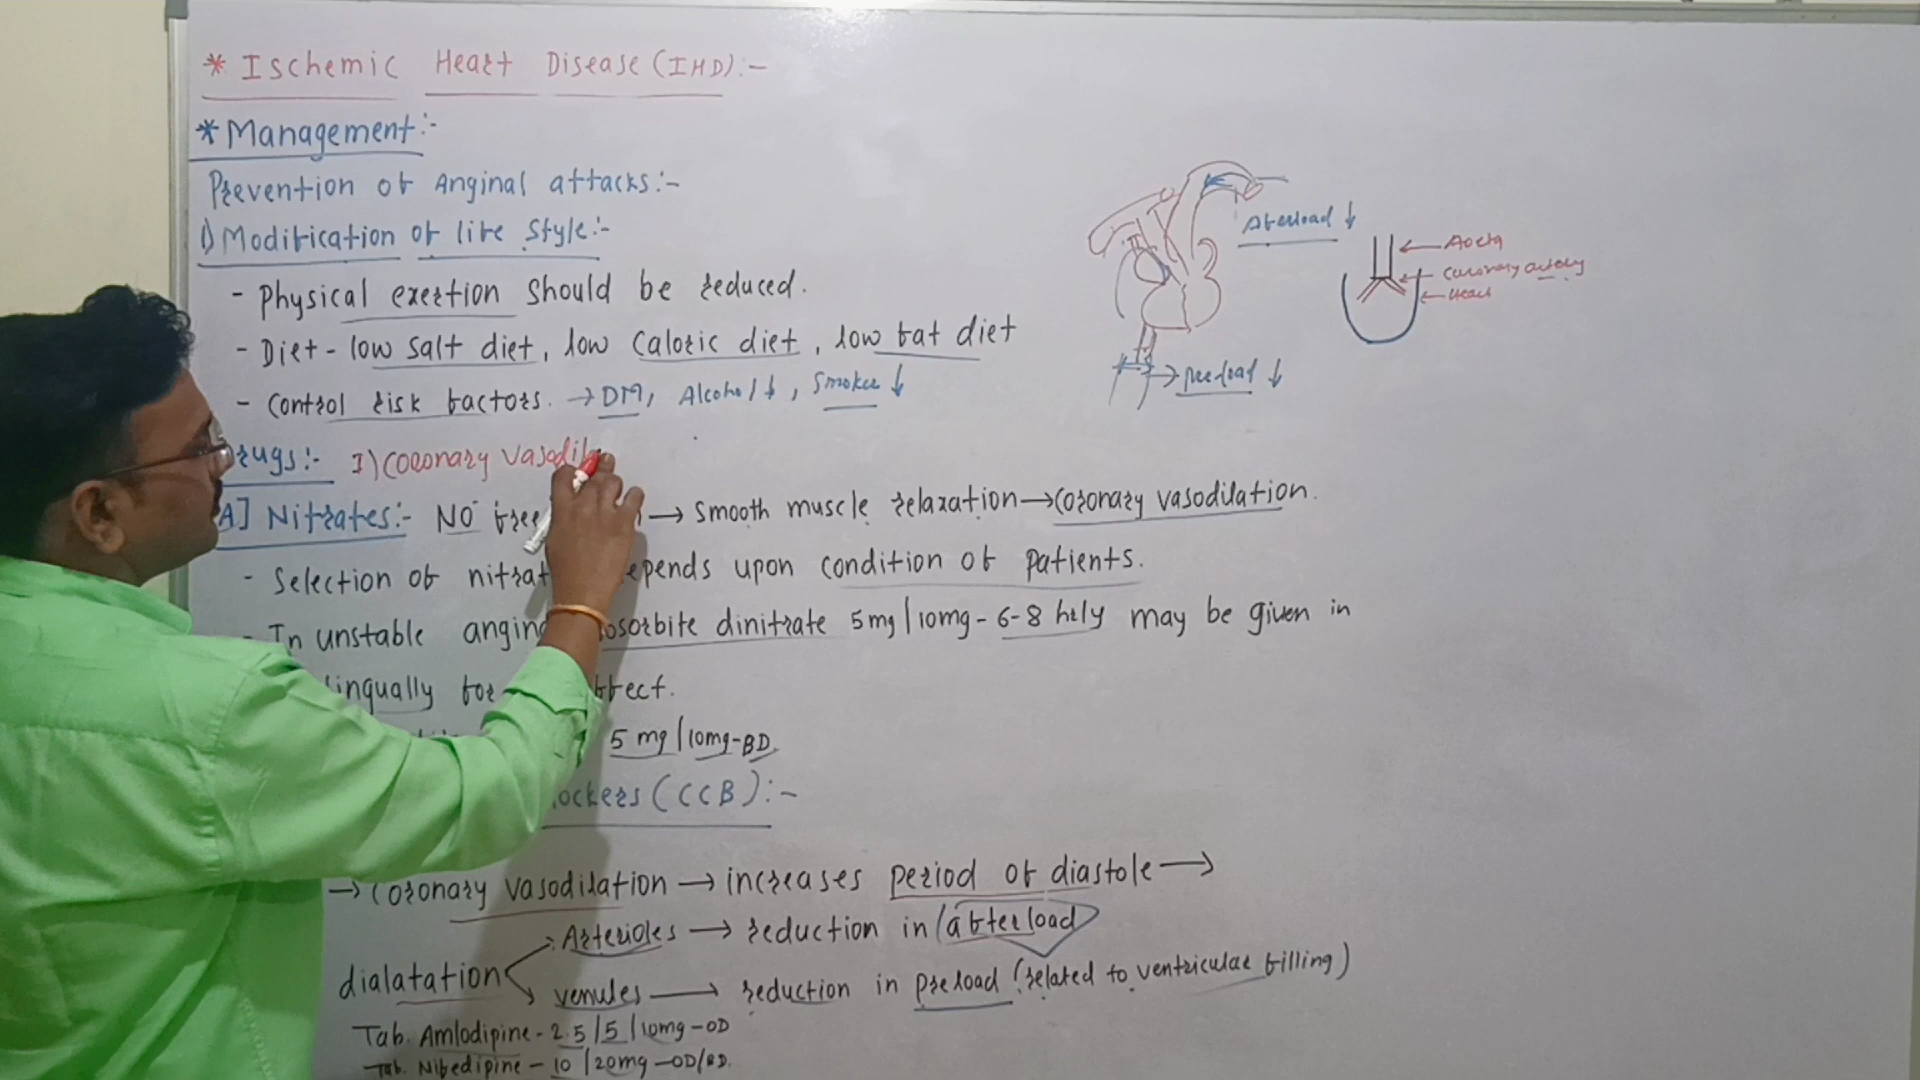 * Ischemic Heart Disease (IHD):-
* Management:-
Prevention of Anginal attacks:-
1) Modification of life style:-
- Physical exertion should be reduced.
- Diet - low salt diet, low caloric diet, low fat diet
- Control risk factors. → DM, Alcohol ↓, Smoker ↓
rugs:- I) Coronary vasodil
A] Nitrates:- NO free → Smooth muscle relaxation → Coronary vasodilation.
- Selection of nitrat epends upon condition of patients.
- In unstable angin osorbite dinitrate 5mg/10mg - 6-8 hrly may be given in
lingually for ffect.
5 mg/10mg-BD
lockers (CCB):-
→ Coronary vasodilation → increases period of diastole →
dialatation
Arterioles → reduction in (afterload)
venules → reduction in preload (related to ventricular filling)
Tab. Amlodipine - 2.5/5/10mg - OD
Tab. Nifedipine - 10/20mg - OD/BD.
Afterload ↓
→ preload ↓
← Aorta
← Coronary artery
← Heart